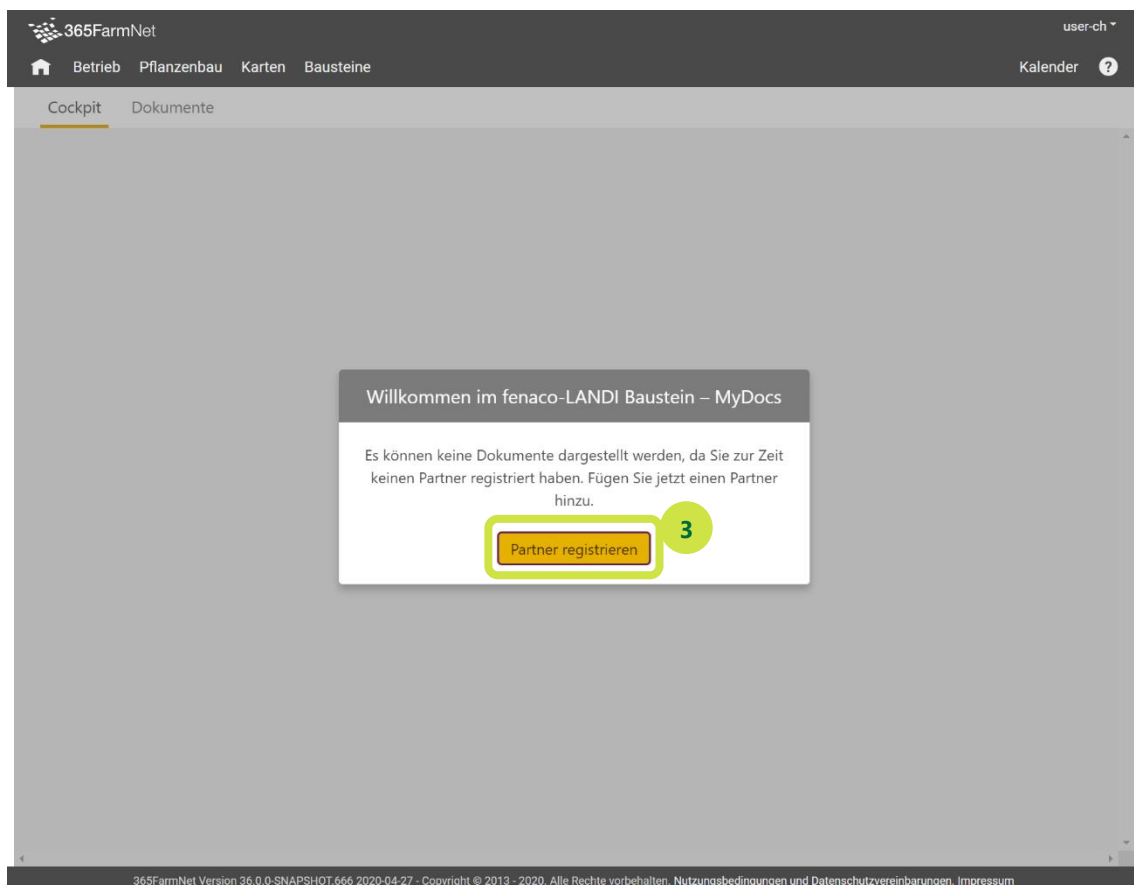 365FarmNet
user-ch
Betrieb Pflanzenbau Karten Bausteine Kalender ?
Cockpit Dokumente
Willkommen im fenaco-LANDI Baustein – MyDocs
Es können keine Dokumente dargestellt werden, da Sie zur Zeit
keinen Partner registriert haben. Fügen Sie jetzt einen Partner
hinzu.
3
Partner registrieren
365FarmNet Version 36.0.0-SNAPSHOT.666 2020-04-27 - Copyright © 2013 - 2020. Alle Rechte vorbehalten. Nutzungsbedingungen und Datenschutzvereinbarungen. Impressum